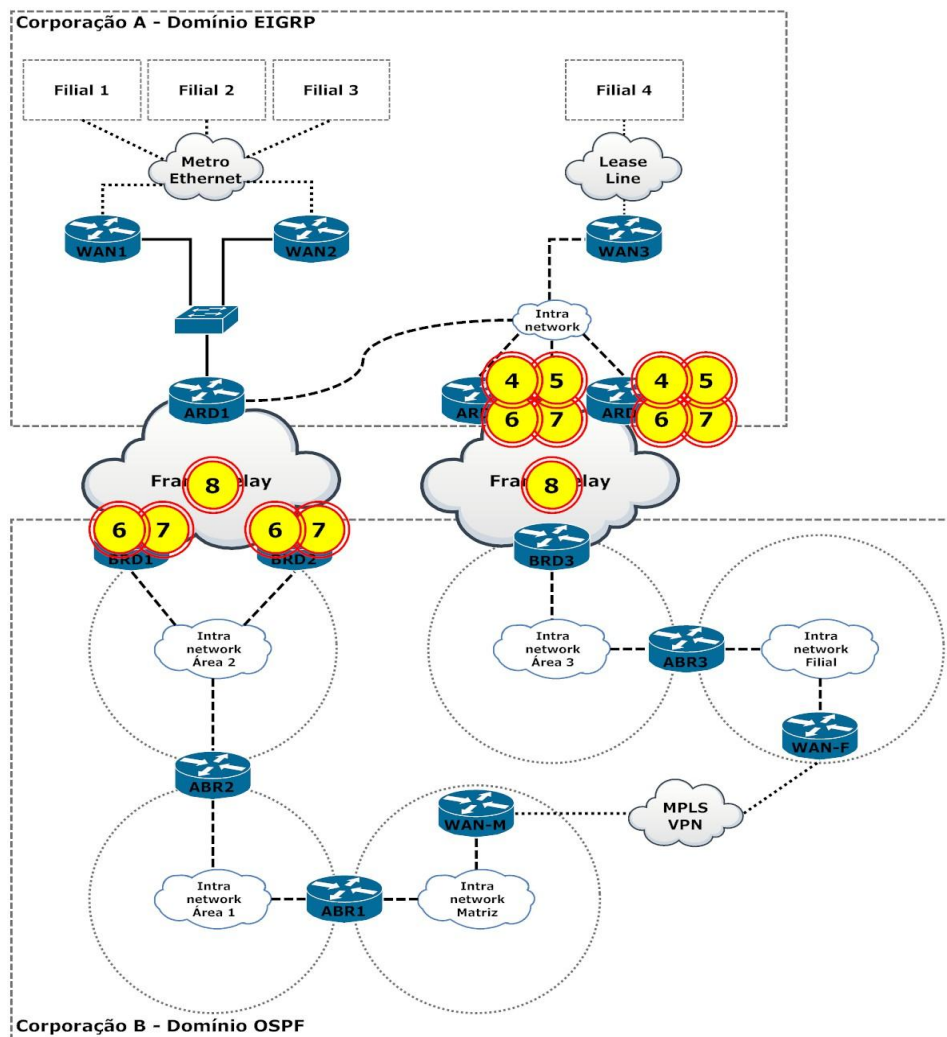 Corporação A - Domínio EIGRP
Filial 1
Filial 2
Filial 3
Filial 4
Metro
Ethernet
Lease
Line
WAN1
WAN2
WAN3
Intra
network
4 5
4 5
ARD1
6 7
6 7
8
8
6 7
6 7
BRD1
BRD2
BRD3
Intra
network
Área 2
Intra
network
Área 3
ABR3
Intra
network
Filial
WAN-F
ABR2
MPLS
VPN
WAN-M
Intra
network
Área 1
ABR1
Intra
network
Matriz
Corporação B - Domínio OSPF